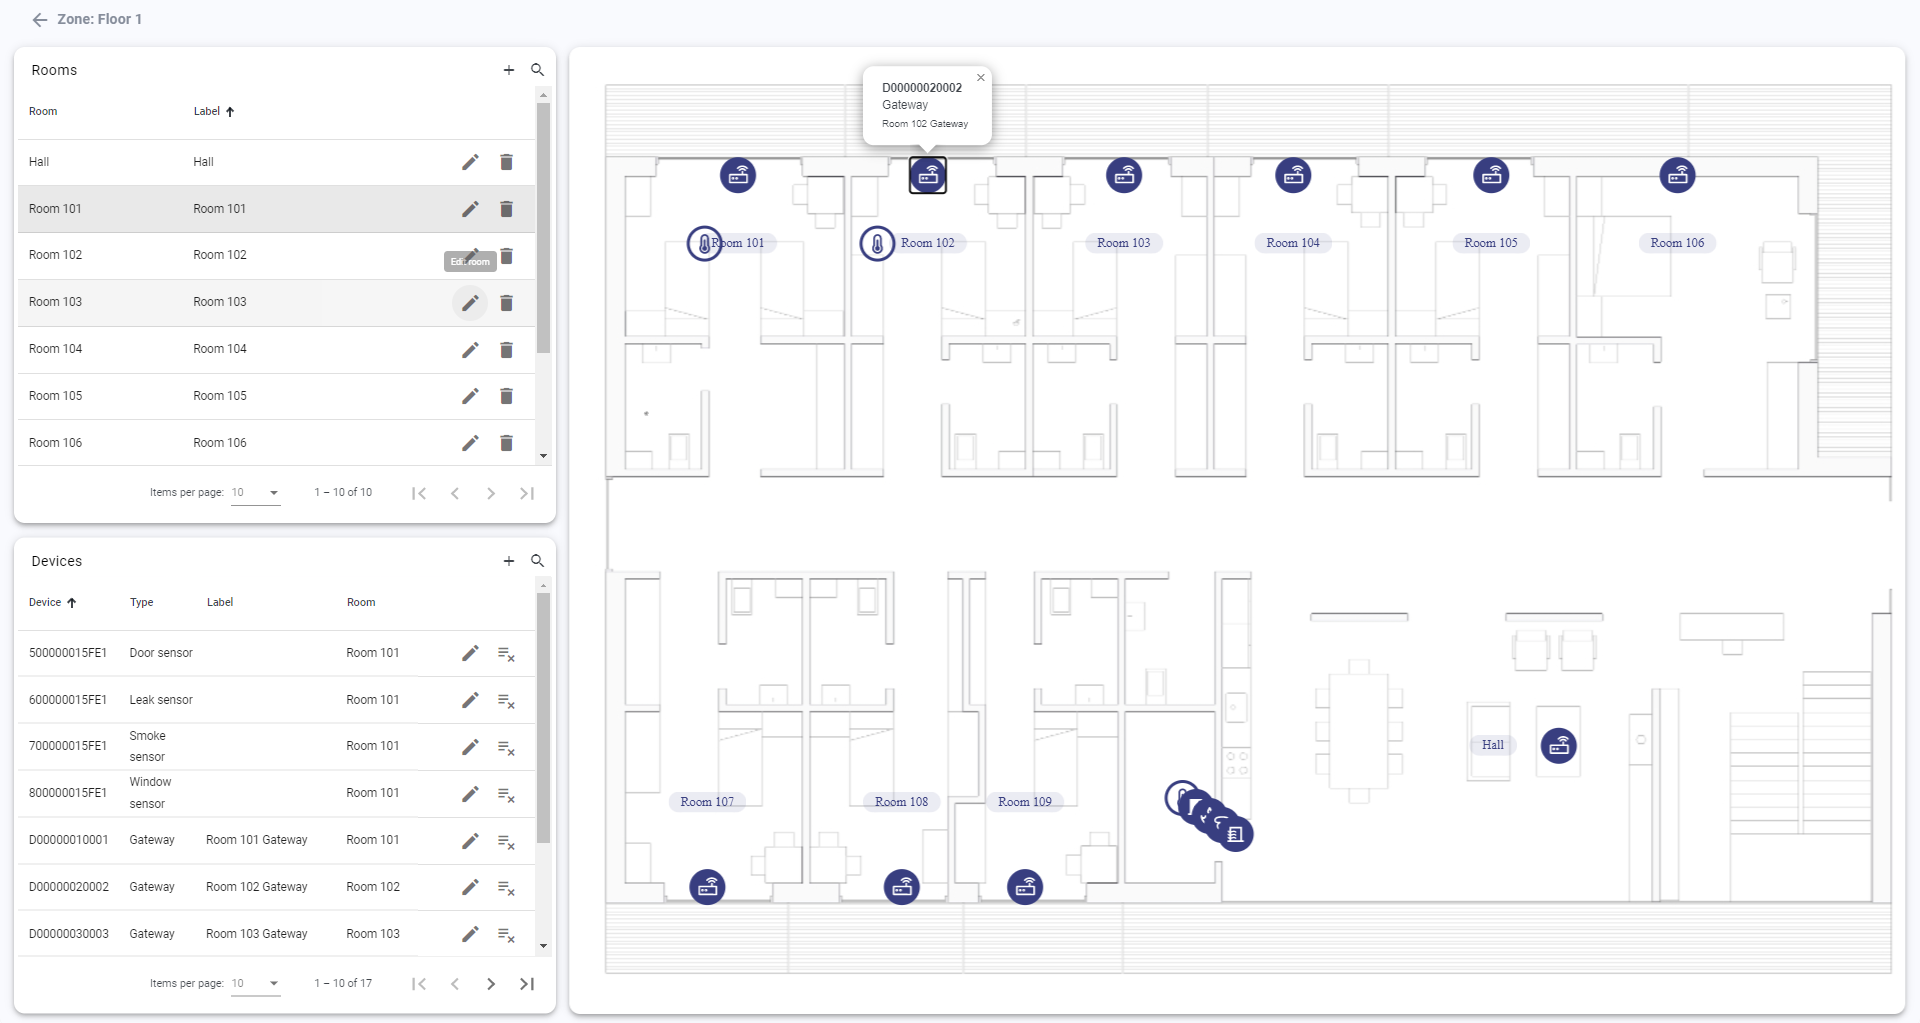 Zone: Floor 1
Rooms
Room Label
Hall Hall
Room 101 Room 101
Room 102 Room 102
Edit room
Room 103 Room 103
Room 104 Room 104
Room 105 Room 105
Room 106 Room 106
Items per page: 10 1 – 10 of 10
Devices
Device Type Label Room
500000015FE1 Door sensor Room 101
600000015FE1 Leak sensor Room 101
700000015FE1 Smoke sensor Room 101
800000015FE1 Window sensor Room 101
D00000010001 Gateway Room 101 Gateway Room 101
D00000020002 Gateway Room 102 Gateway Room 102
D00000030003 Gateway Room 103 Gateway Room 103
Items per page: 10 1 – 10 of 17
D00000020002
Gateway
Room 102 Gateway
Room 101
Room 102
Room 103
Room 104
Room 105
Room 106
Hall
Room 107
Room 108
Room 109